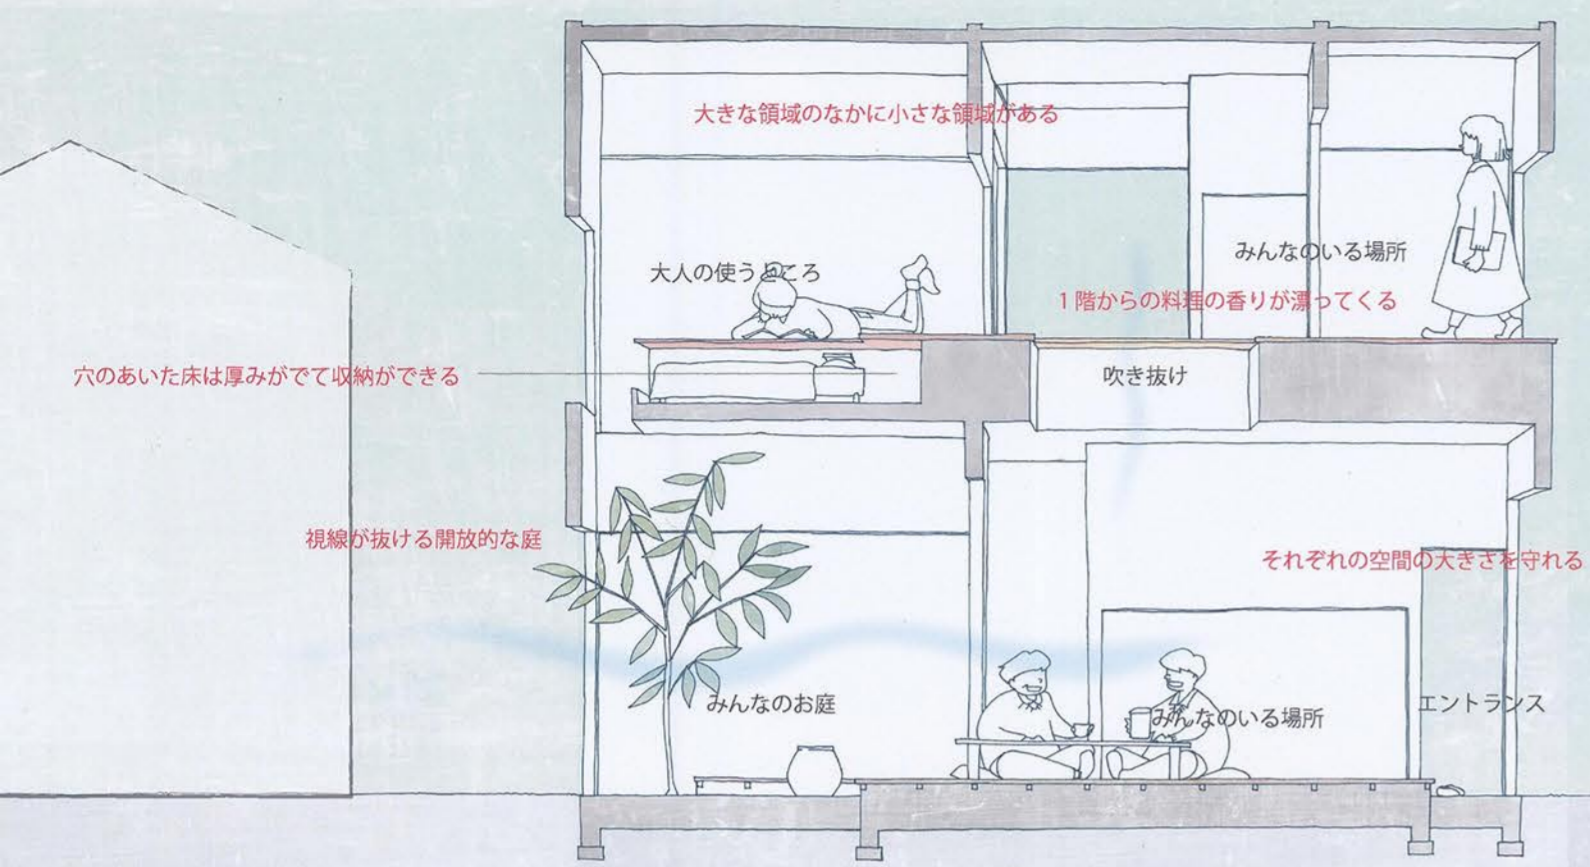 大きな領域のなかに小さな領域がある
みんなのいる場所
大人の使うところ
1階からの料理の香りが漂ってくる
穴のあいた床は厚みがでて収納ができる
吹き抜け
視線が抜ける開放的な庭
それぞれの空間の大きさを守れる
みんなのお庭
みんなのいる場所
エントランス